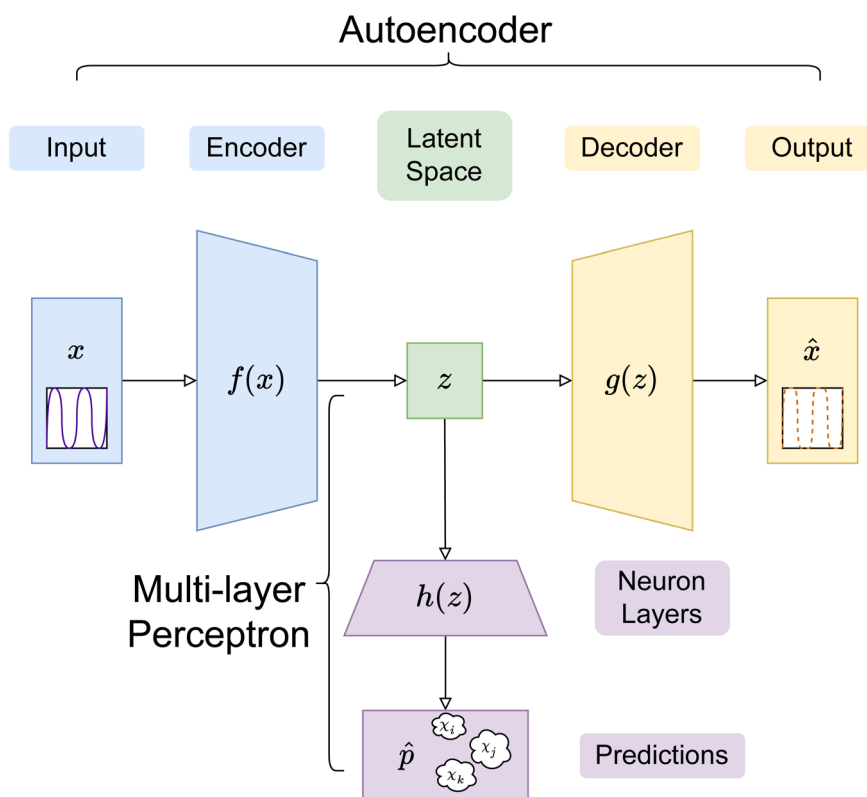 Autoencoder
Input
Encoder
Latent
Space
Decoder
Output
x
f(x)
z
g(z)
x̂
Multi-layer
Perceptron
h(z)
Neuron
Layers
p̂
χᵢ
χⱼ
χₖ
Predictions